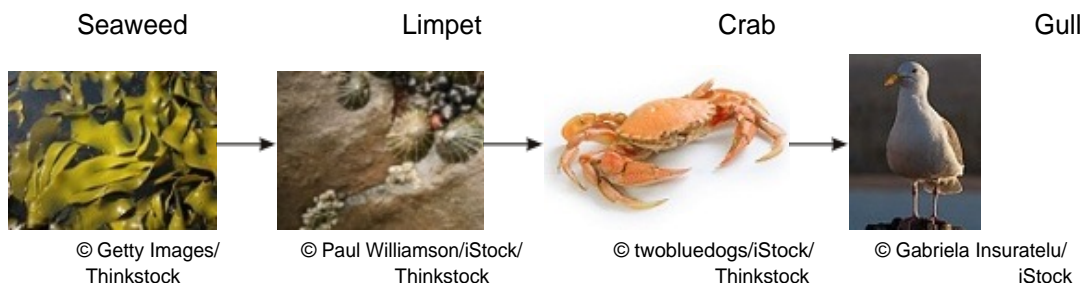 Seaweed Limpet Crab Gull
© Getty Images/ © Paul Williamson/iStock/ © twobluedogs/iStock/ © Gabriela Insuratelu/
Thinkstock Thinkstock Thinkstock iStock